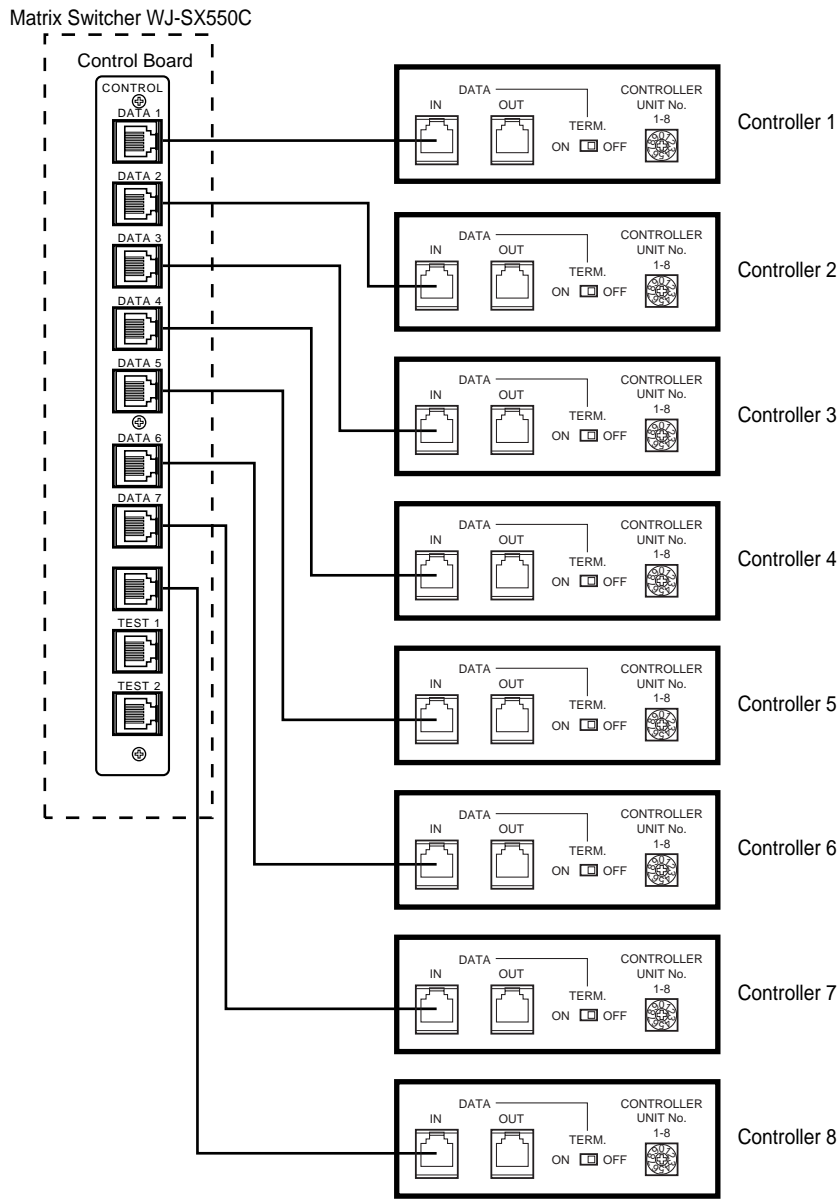 Matrix Switcher WJ-SX550C
Control Board
CONTROL
DATA 1
DATA 2
DATA 3
DATA 4
DATA 5
DATA 6
DATA 7
TEST 1
TEST 2
DATA
IN
OUT
TERM.
ON OFF
CONTROLLER
UNIT No.
1-8
Controller 1
DATA
IN
OUT
TERM.
ON OFF
CONTROLLER
UNIT No.
1-8
Controller 2
DATA
IN
OUT
TERM.
ON OFF
CONTROLLER
UNIT No.
1-8
Controller 3
DATA
IN
OUT
TERM.
ON OFF
CONTROLLER
UNIT No.
1-8
Controller 4
DATA
IN
OUT
TERM.
ON OFF
CONTROLLER
UNIT No.
1-8
Controller 5
DATA
IN
OUT
TERM.
ON OFF
CONTROLLER
UNIT No.
1-8
Controller 6
DATA
IN
OUT
TERM.
ON OFF
CONTROLLER
UNIT No.
1-8
Controller 7
DATA
IN
OUT
TERM.
ON OFF
CONTROLLER
UNIT No.
1-8
Controller 8